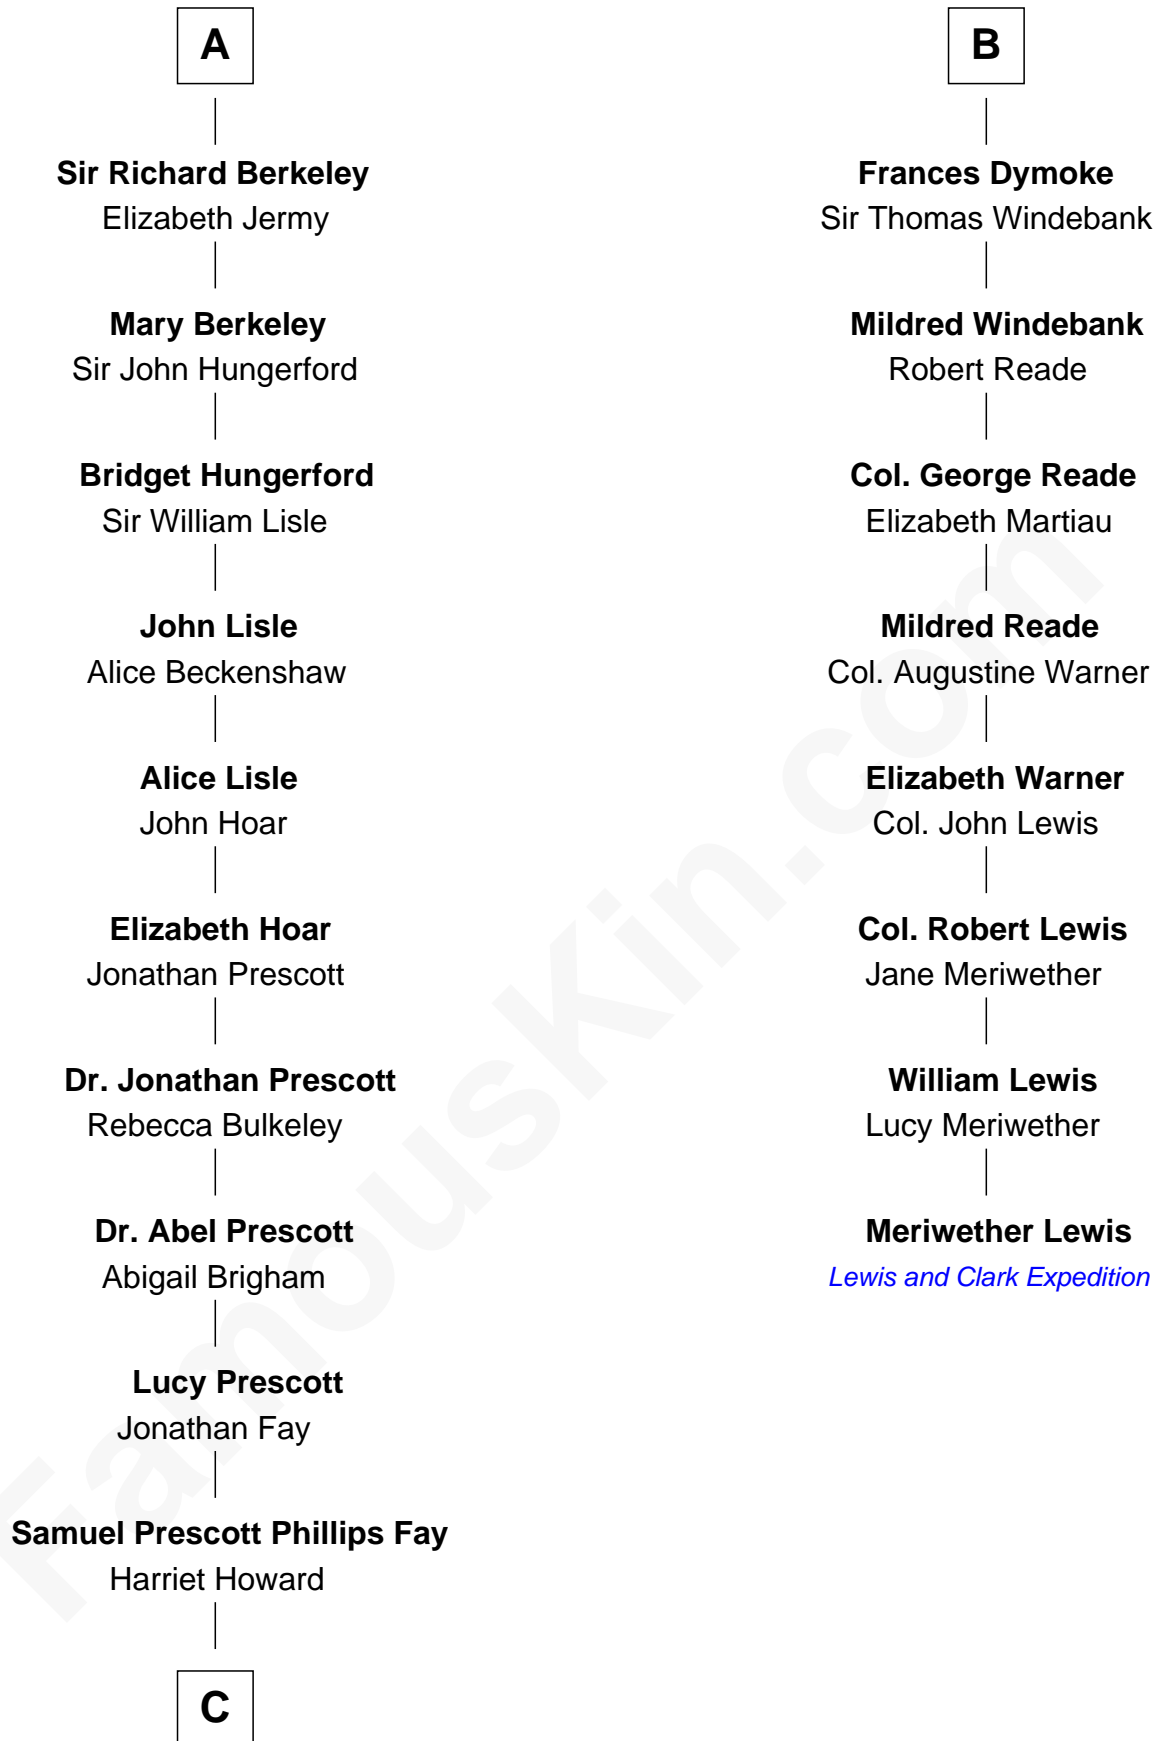 A
Sir Richard Berkeley
Elizabeth Jermy
Mary Berkeley
Sir John Hungerford
Bridget Hungerford
Sir William Lisle
John Lisle
Alice Beckenshaw
Alice Lisle
John Hoar
Elizabeth Hoar
Jonathan Prescott
Dr. Jonathan Prescott
Rebecca Bulkeley
Dr. Abel Prescott
Abigail Brigham
Lucy Prescott
Jonathan Fay
Samuel Prescott Phillips Fay
Harriet Howard
C
B
Frances Dymoke
Sir Thomas Windebank
Mildred Windebank
Robert Reade
Col. George Reade
Elizabeth Martiau
Mildred Reade
Col. Augustine Warner
Elizabeth Warner
Col. John Lewis
Col. Robert Lewis
Jane Meriwether
William Lewis
Lucy Meriwether
Meriwether Lewis
Lewis and Clark Expedition
FamousKin.com